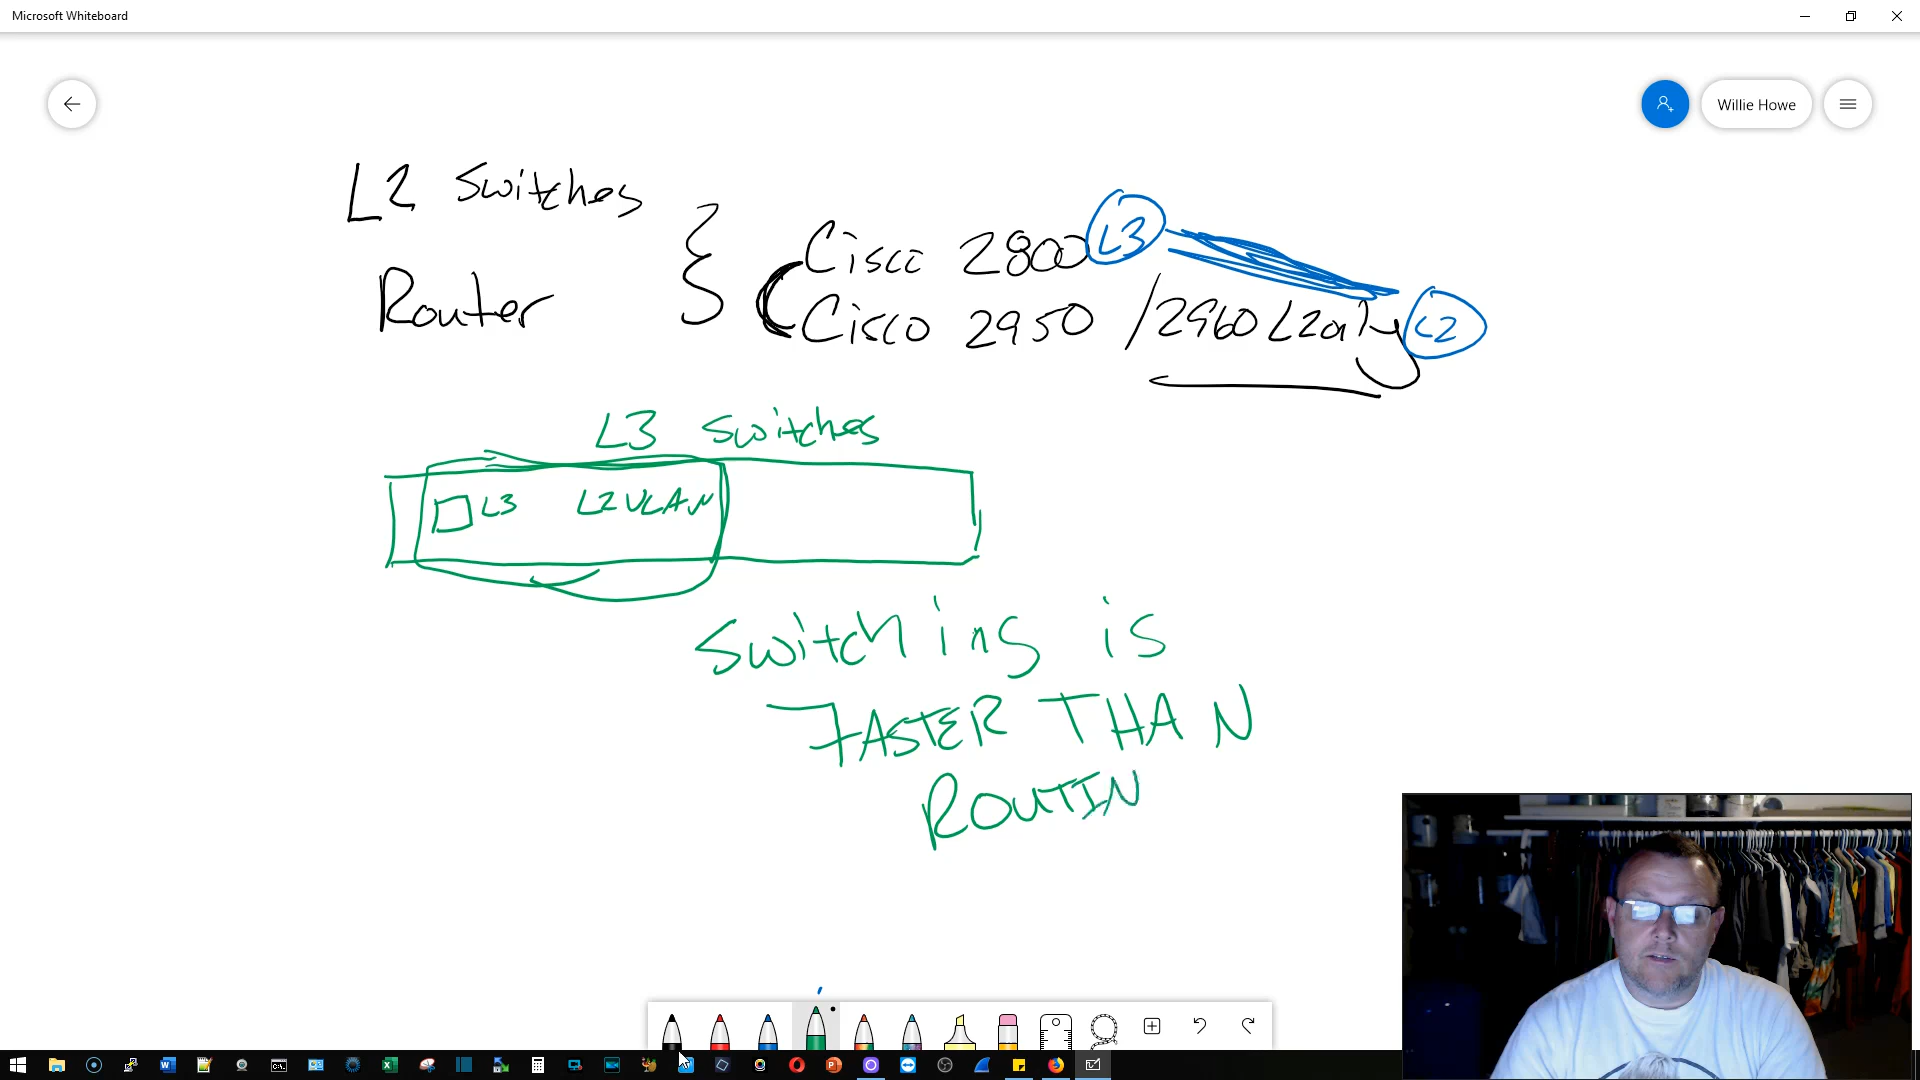 Microsoft Whiteboard
Willie Howe
L2 Switches
Router
Cisco 2800 L3
Cisco 2950 / 2960 L2 only L2
L3 Switches
L3 L2 VLAN
Switching is
FASTER THAN
ROUTIN